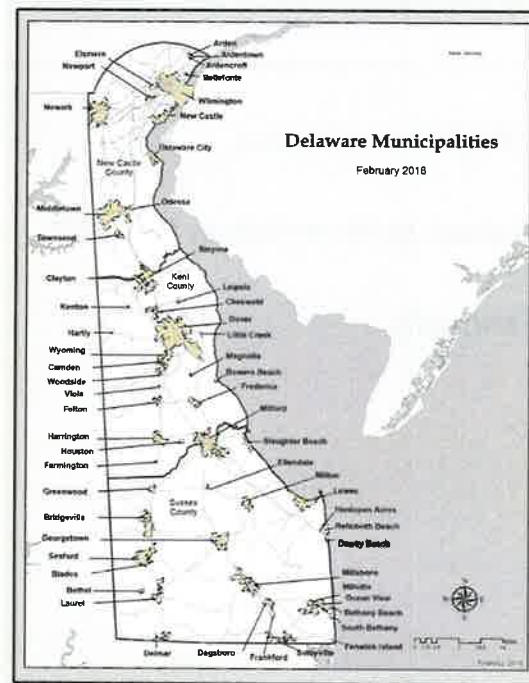 Arden
Ardentown
Ardencroft
Bellefonte
Elsmere
Newport
Wilmington
Newark
New Castle
Delaware City
New Castle
County
Delaware Municipalities
February 2016
Middletown
Odessa
Townsend
Smyrna
Clayton
Kent
County
Leipsic
Kenton
Cheswold
Dover
Hartly
Little Creek
Wyoming
Magnolia
Camden
Bowers Beach
Woodside
Frederica
Viola
Felton
Milford
Harrington
Slaughter Beach
Houston
Farmington
Ellendale
Milton
Greenwood
Lewes
Sussex
County
Henlopen Acres
Bridgeville
Rehoboth Beach
Georgetown
Dewey Beach
Seaford
Blades
Millsboro
Millville
Bethel
Ocean View
Laurel
Bethany Beach
South Bethany
Delmar
Dagsboro
Frankford
Selbyville
Fenwick Island